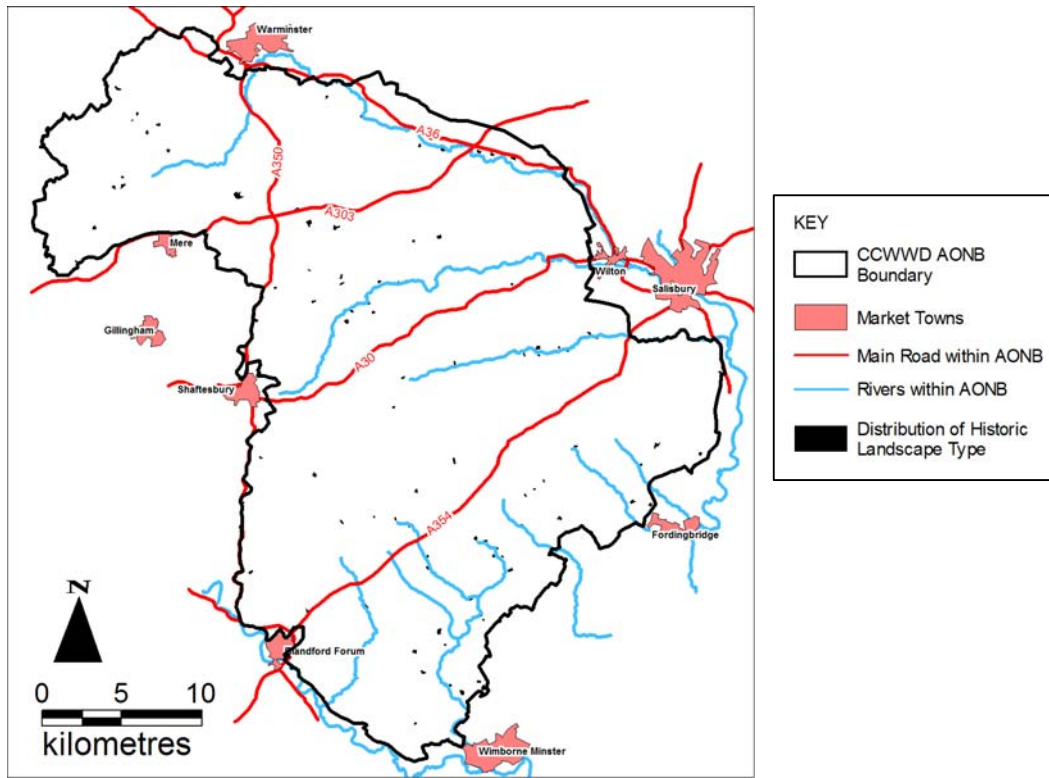 Warminster
A36
A350
A303
Mere
Wilton
Salisbury
Gillingham
A30
Shaftesbury
A354
Fordingbridge
N
Blandford Forum
0 5 10
kilometres
Wimborne Minster
KEY
CCWWD AONB
Boundary
Market Towns
Main Road within AONB
Rivers within AONB
Distribution of Historic
Landscape Type